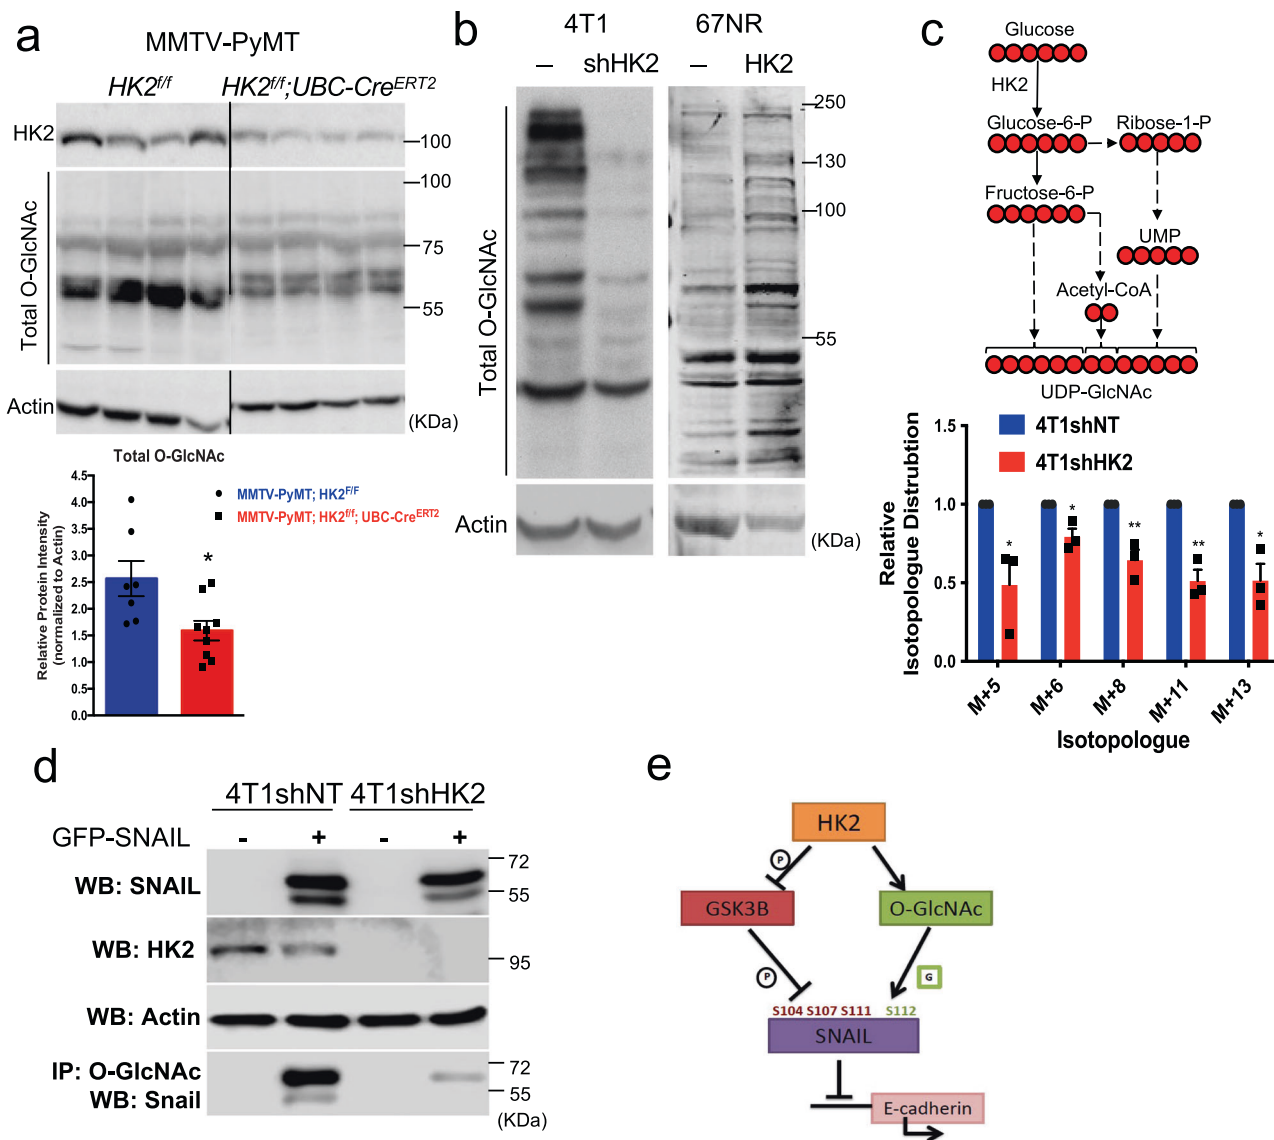 a
MMTV-PyMT
HK2f/f
HK2f/f;UBC-CreERT2
HK2
100
Total O-GlcNAc
100
75
55
Actin
(KDa)
Total O-GlcNAc
Relative Protein Intensity
(normalized to Actin)
4.5
4.0
3.5
3.0
2.5
2.0
1.5
1.0
0.5
0.0
*
MMTV-PyMT; HK2F/F
MMTV-PyMT; HK2f/f; UBC-CreERT2
b
4T1
67NR
–
shHK2
–
HK2
Total O-GlcNAc
250
130
100
55
Actin
(KDa)
c
Glucose
HK2
Glucose-6-P
Ribose-1-P
Fructose-6-P
UMP
Acetyl-CoA
UDP-GlcNAc
4T1shNT
4T1shHK2
Relative
Isotopologue Distrubtion
1.5
1.0
0.5
0.0
*
*
**
**
*
M+5
M+6
M+8
M+11
M+13
Isotopologue
d
4T1shNT
4T1shHK2
GFP-SNAIL
-
+
-
+
WB: SNAIL
72
55
WB: HK2
95
WB: Actin
IP: O-GlcNAc
WB: Snail
72
55
(KDa)
e
HK2
P
GSK3B
O-GlcNAc
P
G
S104 S107 S111
S112
SNAIL
E-cadherin